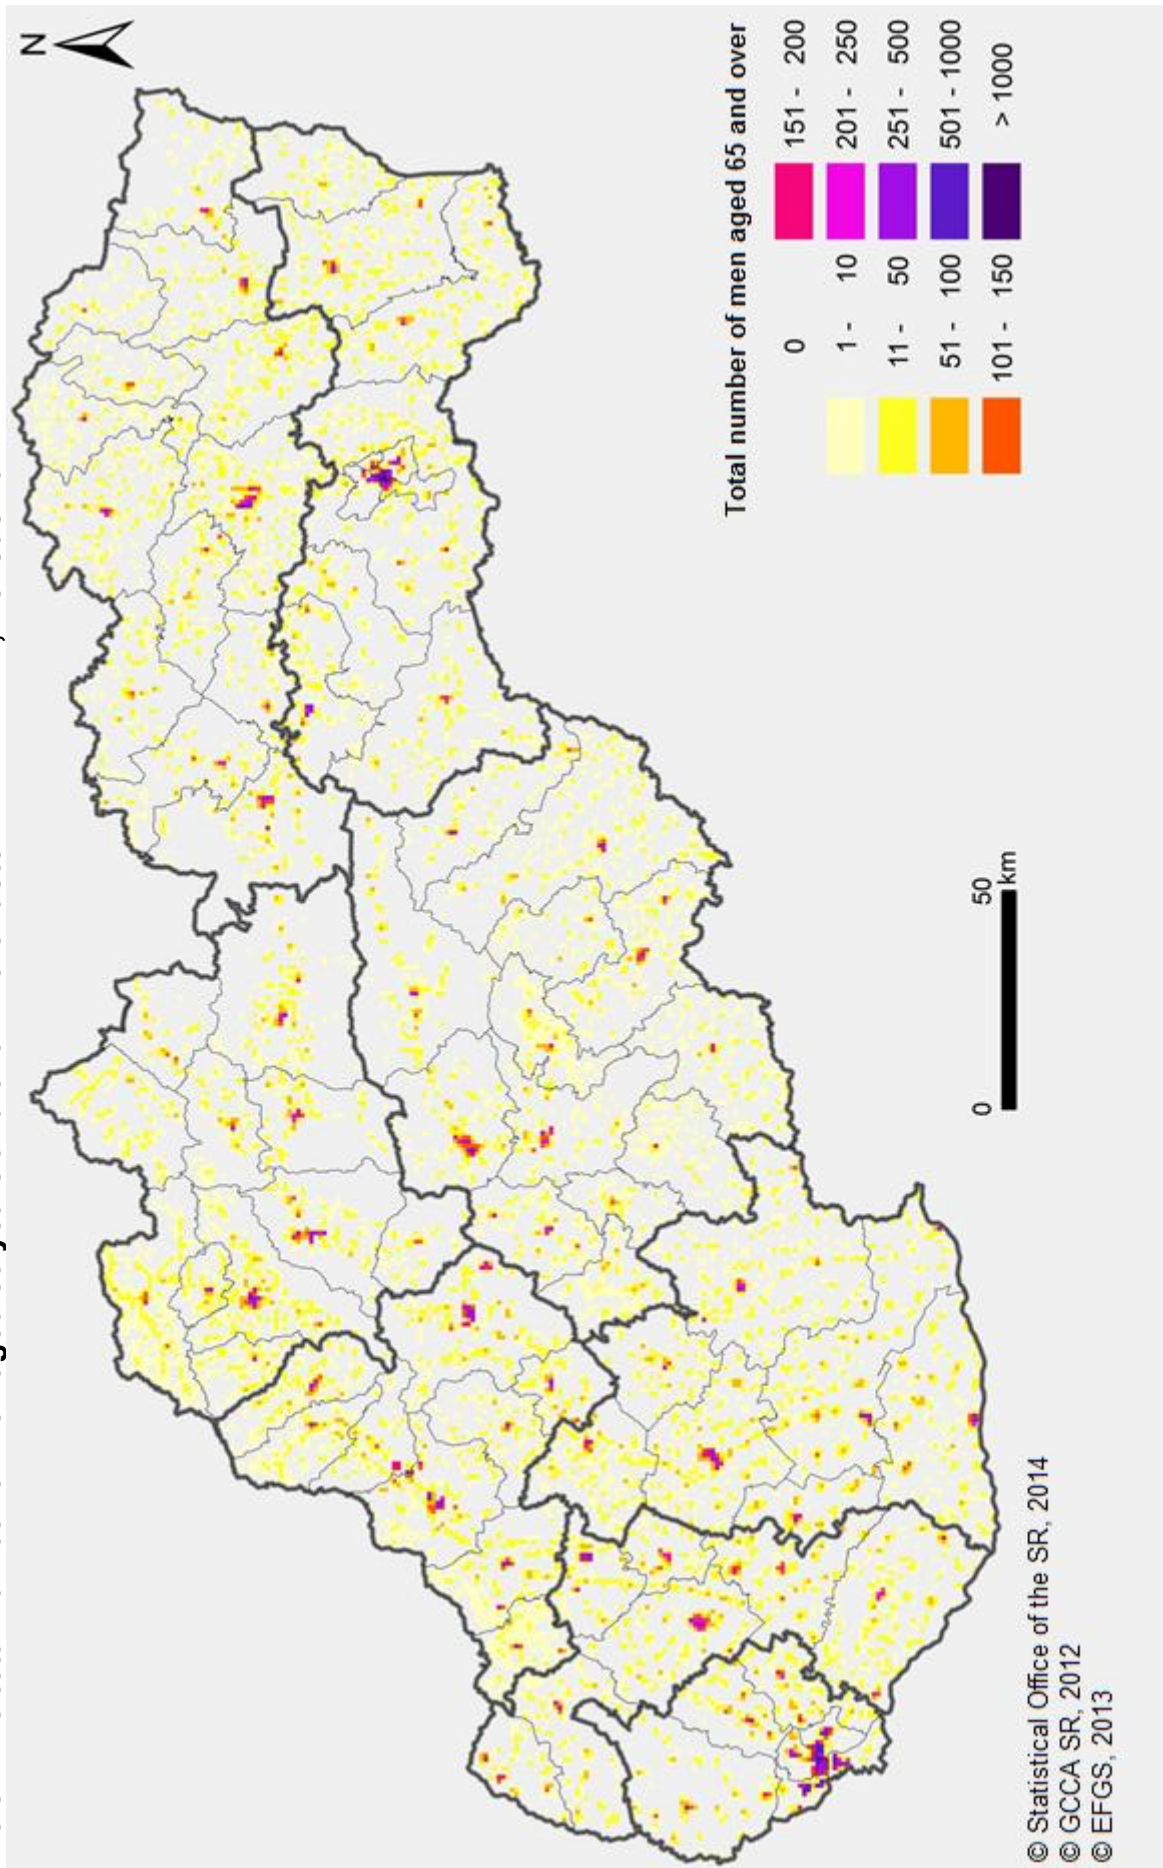 N
Total number of men aged 65 and over
0
1 - 10
11 - 50
51 - 100
101 - 150
151 - 200
201 - 250
251 - 500
501 - 1000
> 1000
0 50
km
© Statistical Office of the SR, 2014
© GCCA SR, 2012
© EFGS, 2013